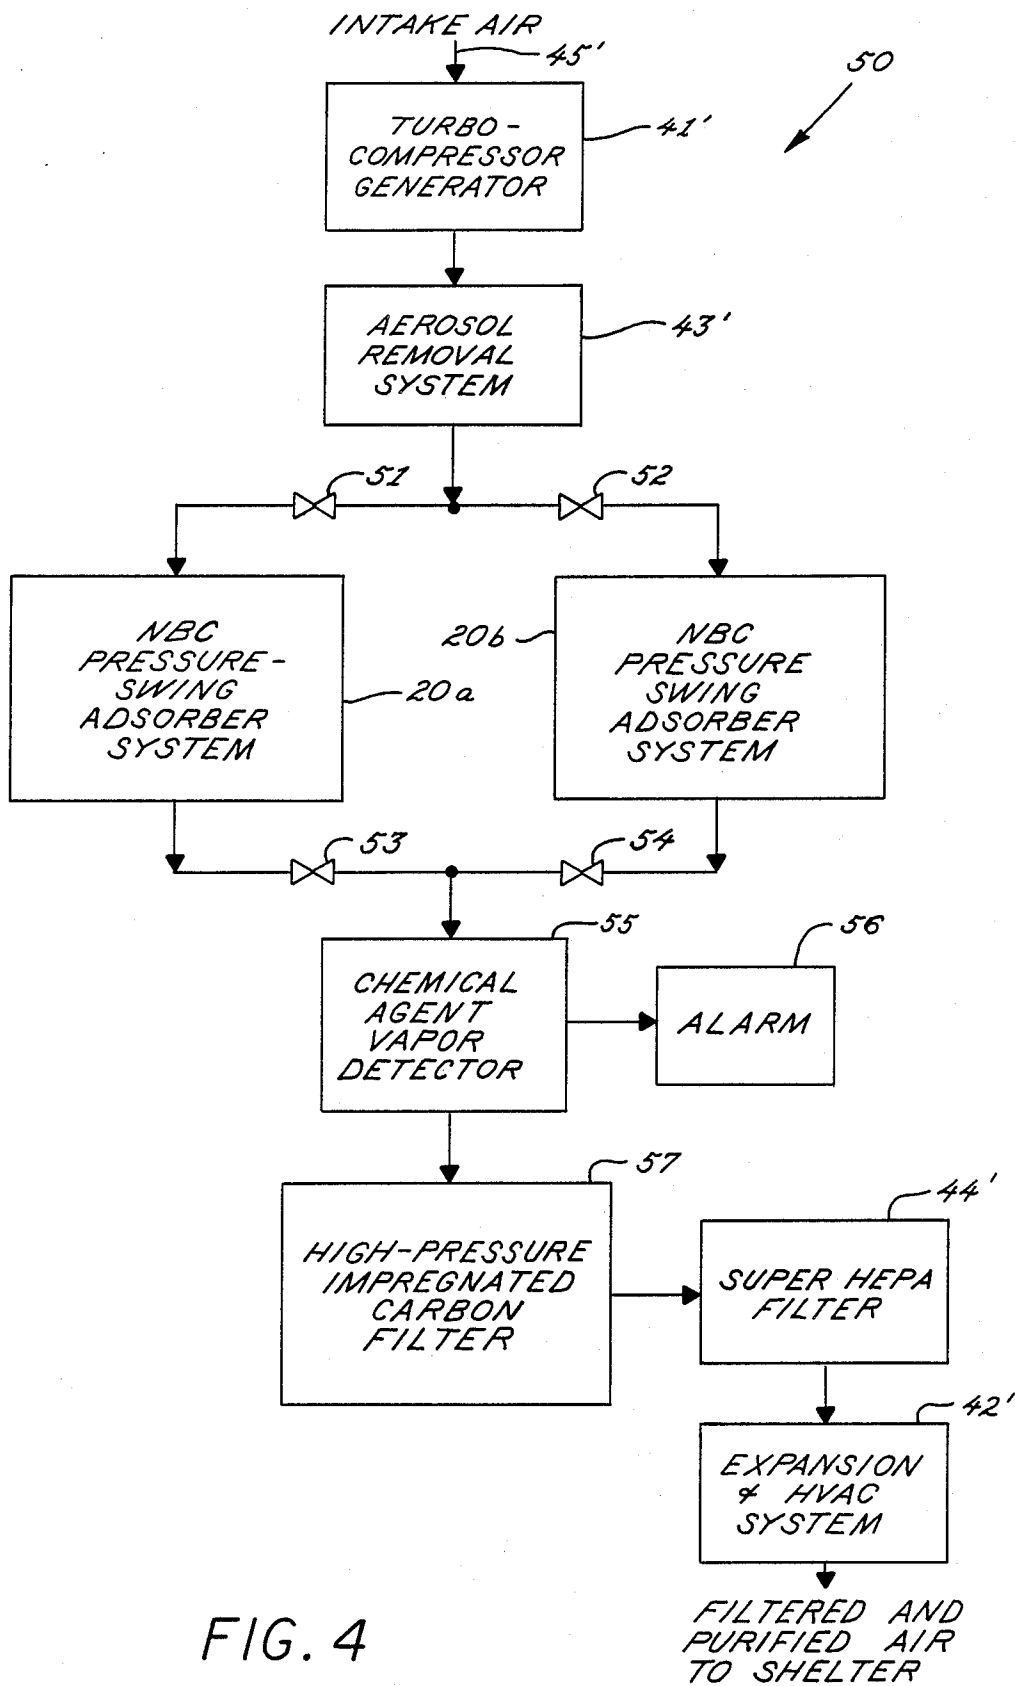 INTAKE AIR
45'
50
TURBO-
COMPRESSOR
GENERATOR
41'
AEROSOL
REMOVAL
SYSTEM
43'
51
52
NBC
PRESSURE-
SWING
ADSORBER
SYSTEM
20a
20b
NBC
PRESSURE
SWING
ADSORBER
SYSTEM
53
54
55
CHEMICAL
AGENT
VAPOR
DETECTOR
56
ALARM
57
HIGH-PRESSURE
IMPREGNATED
CARBON
FILTER
44'
SUPER HEPA
FILTER
42'
EXPANSION
& HVAC
SYSTEM
FILTERED AND
PURIFIED AIR
TO SHELTER
FIG. 4